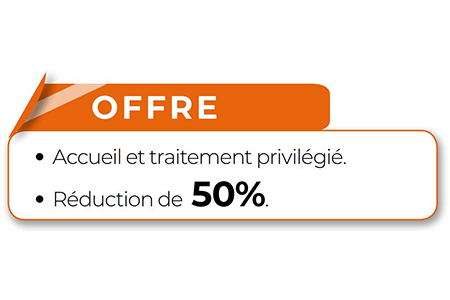 OFFRE
• Accueil et traitement privilégié.
• Réduction de 50%.